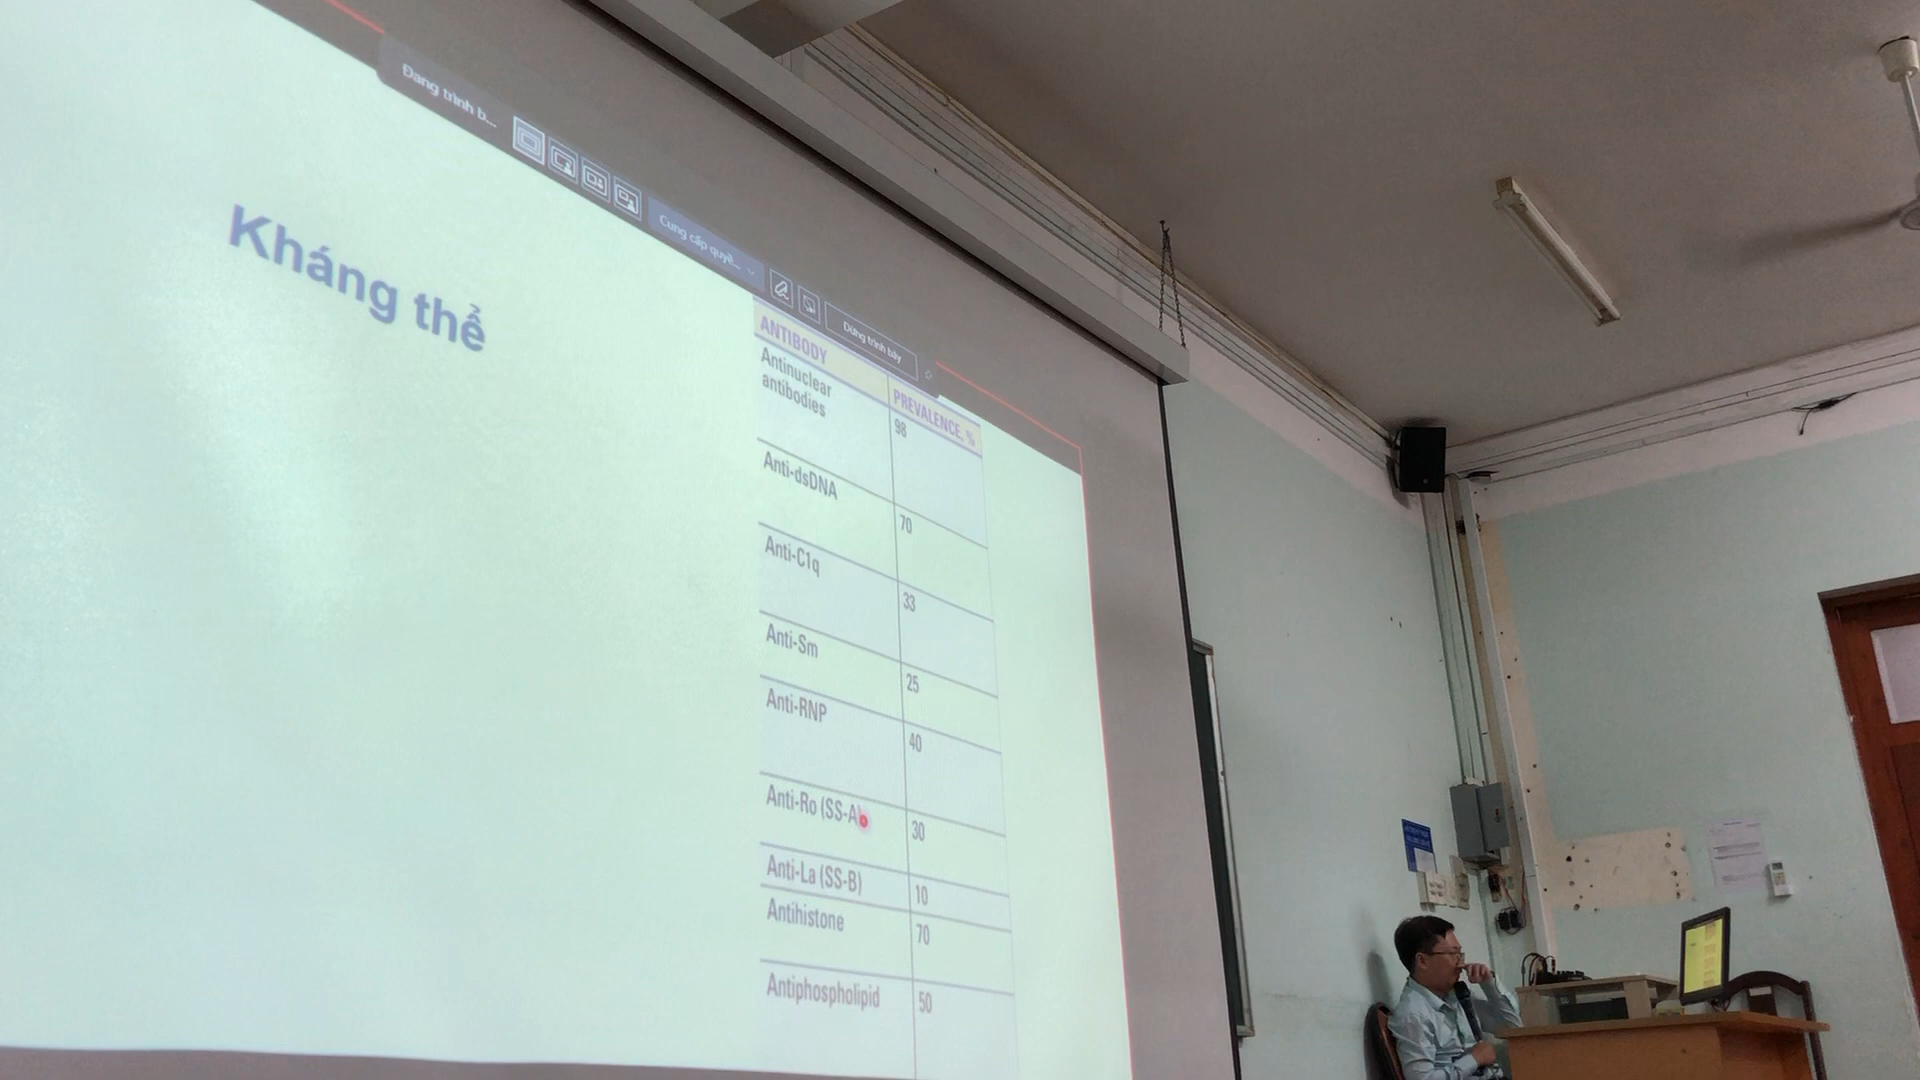 Đang trình b...
Cung cấp quyề...
Dừng trình bày
Kháng thể
ANTIBODY PREVALENCE, %
Antinuclear
antibodies 98
Anti-dsDNA 70
Anti-C1q 33
Anti-Sm 25
Anti-RNP 40
Anti-Ro (SS-A) 30
Anti-La (SS-B) 10
Antihistone 70
Antiphospholipid 50